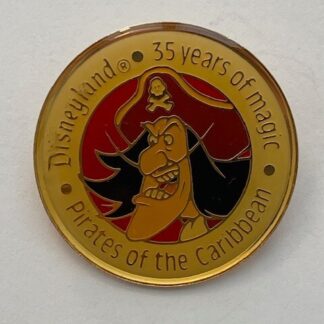 Disneyland® • 35 years of magic
• Pirates of the Caribbean •